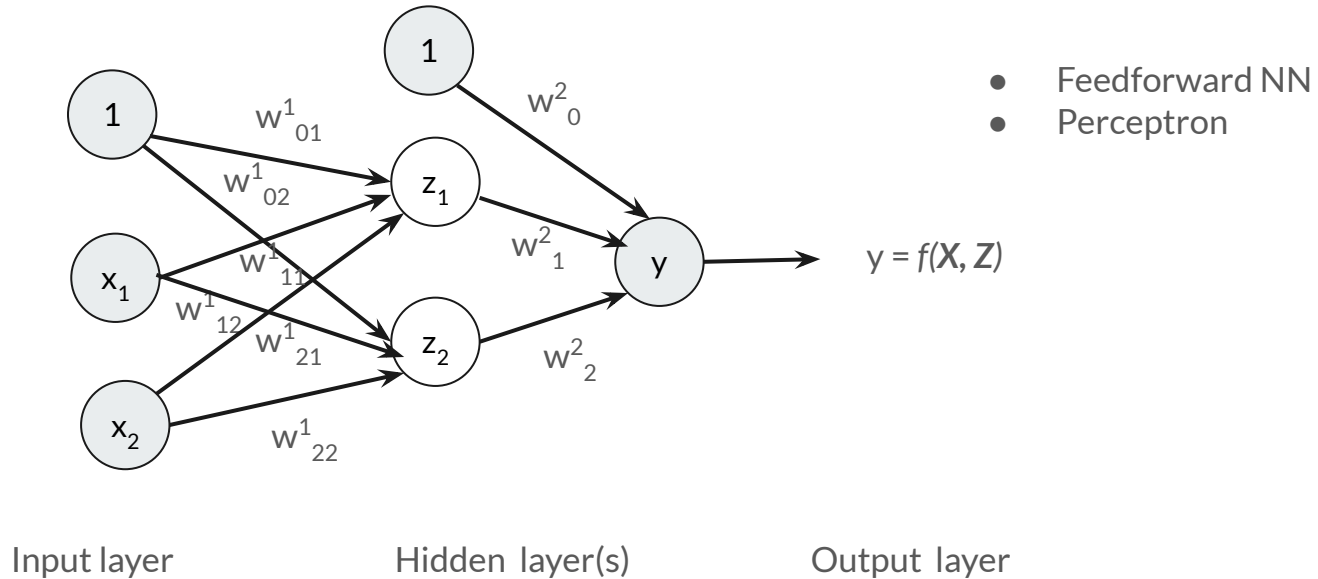 1
w²₀
● Feedforward NN
● Perceptron
1
w¹₀₁
w¹₀₂
z₁
w²₁
y
y = f(X, Z)
x₁
w¹₁₁
w¹₁₂
w¹₂₁
z₂
w²₂
x₂
w¹₂₂
Input layer
Hidden layer(s)
Output layer